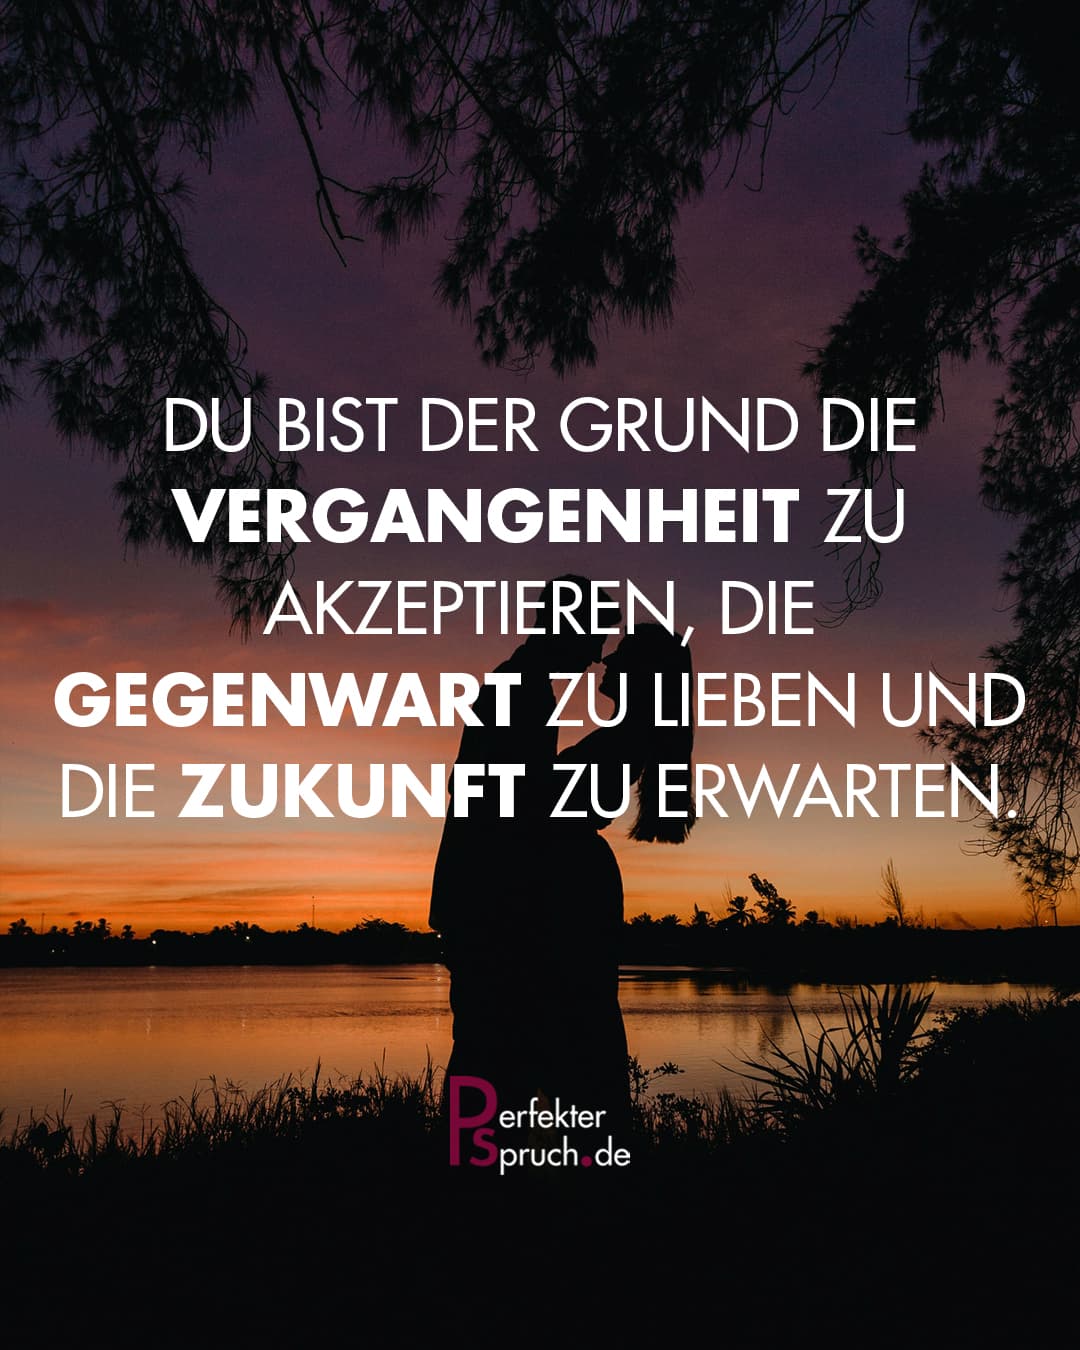 DU BIST DER GRUND DIE
VERGANGENHEIT ZU
AKZEPTIEREN, DIE
GEGENWART ZU LIEBEN UND
DIE ZUKUNFT ZU ERWARTEN.
Perfekter
Spruch.de